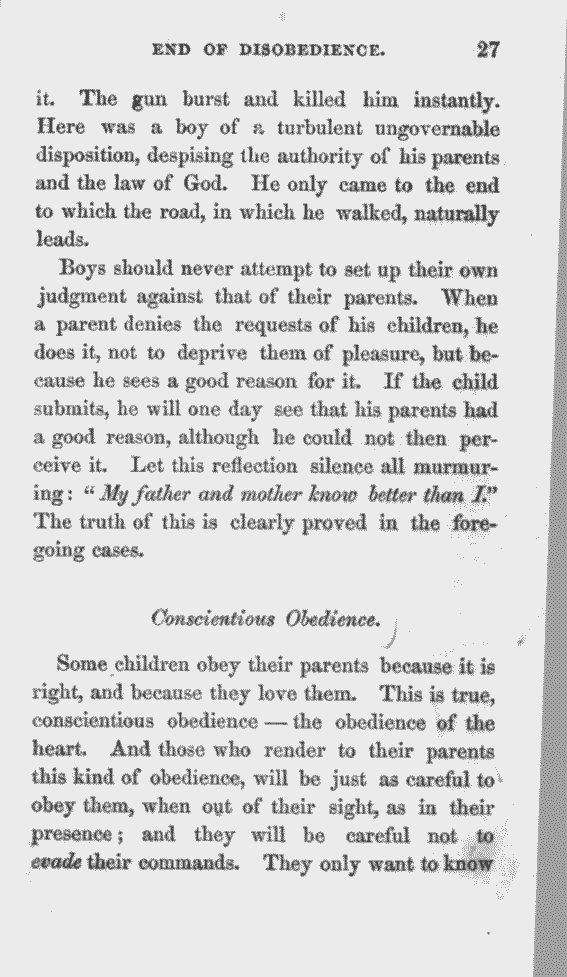 END OF DISOBEDIENCE. 27
it. The gun burst and killed him instantly.
Here was a boy of a turbulent ungovernable
disposition, despising the authority of his parents
and the law of God. He only came to the end
to which the road, in which he walked, naturally
leads.
Boys should never attempt to set up their own
judgment against that of their parents. When
a parent denies the requests of his children, he
does it, not to deprive them of pleasure, but be-
cause he sees a good reason for it. If the child
submits, he will one day see that his parents had
a good reason, although he could not then per-
ceive it. Let this reflection silence all murmur-
ing: “My father and mother know better than I.”
The truth of this is clearly proved in the fore-
going cases.
Conscientious Obedience.
Some children obey their parents because it is
right, and because they love them. This is true,
conscientious obedience — the obedience of the
heart. And those who render to their parents
this kind of obedience, will be just as careful to
obey them, when out of their sight, as in their
presence; and they will be careful not to
evade their commands. They only want to know